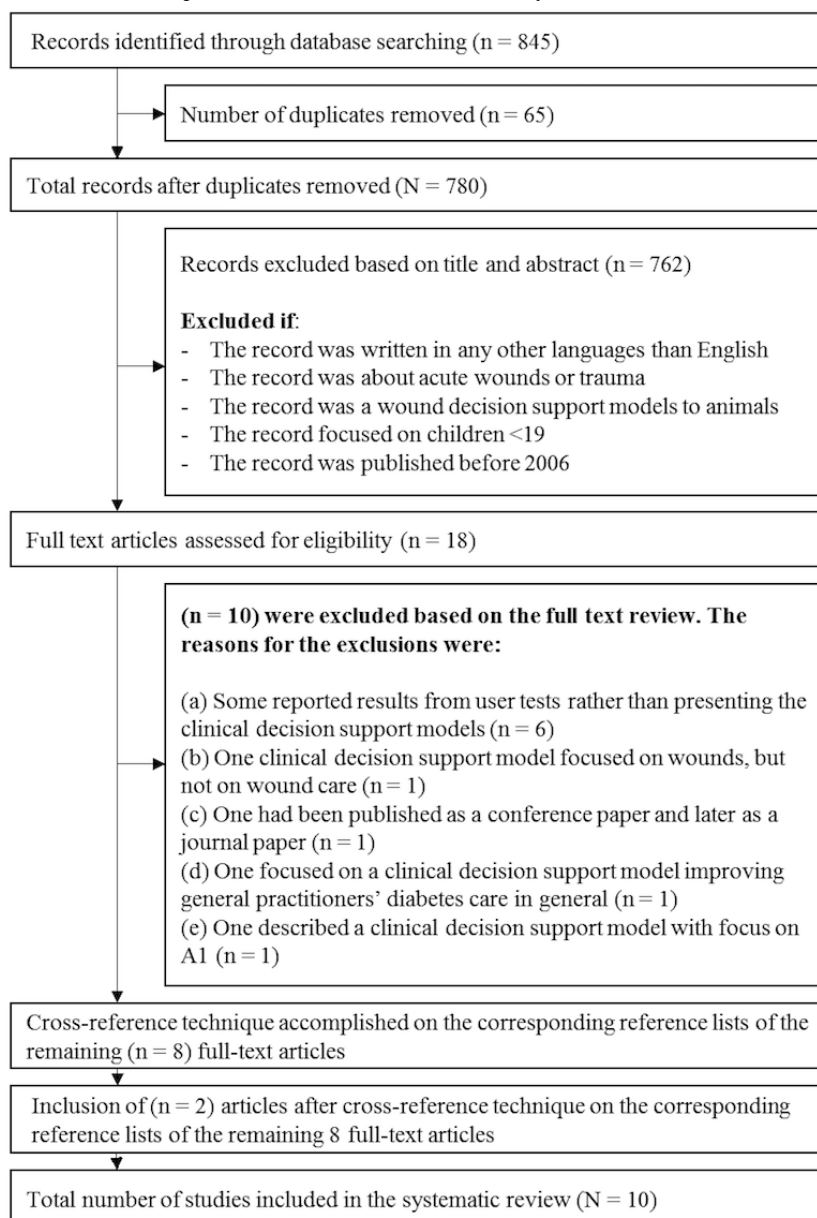 Records identified through database searching (n = 845)
Number of duplicates removed (n = 65)
Total records after duplicates removed (N = 780)
Records excluded based on title and abstract (n = 762)
Excluded if:
- The record was written in any other languages than English
- The record was about acute wounds or trauma
- The record was a wound decision support models to animals
- The record focused on children <19
- The record was published before 2006
Full text articles assessed for eligibility (n = 18)
(n = 10) were excluded based on the full text review. The
reasons for the exclusions were:
(a) Some reported results from user tests rather than presenting the
clinical decision support models (n = 6)
(b) One clinical decision support model focused on wounds, but
not on wound care (n = 1)
(c) One had been published as a conference paper and later as a
journal paper (n = 1)
(d) One focused on a clinical decision support model improving
general practitioners’ diabetes care in general (n = 1)
(e) One described a clinical decision support model with focus on
A1 (n = 1)
Cross-reference technique accomplished on the corresponding reference lists of the
remaining (n = 8) full-text articles
Inclusion of (n = 2) articles after cross-reference technique on the corresponding
reference lists of the remaining 8 full-text articles
Total number of studies included in the systematic review (N = 10)